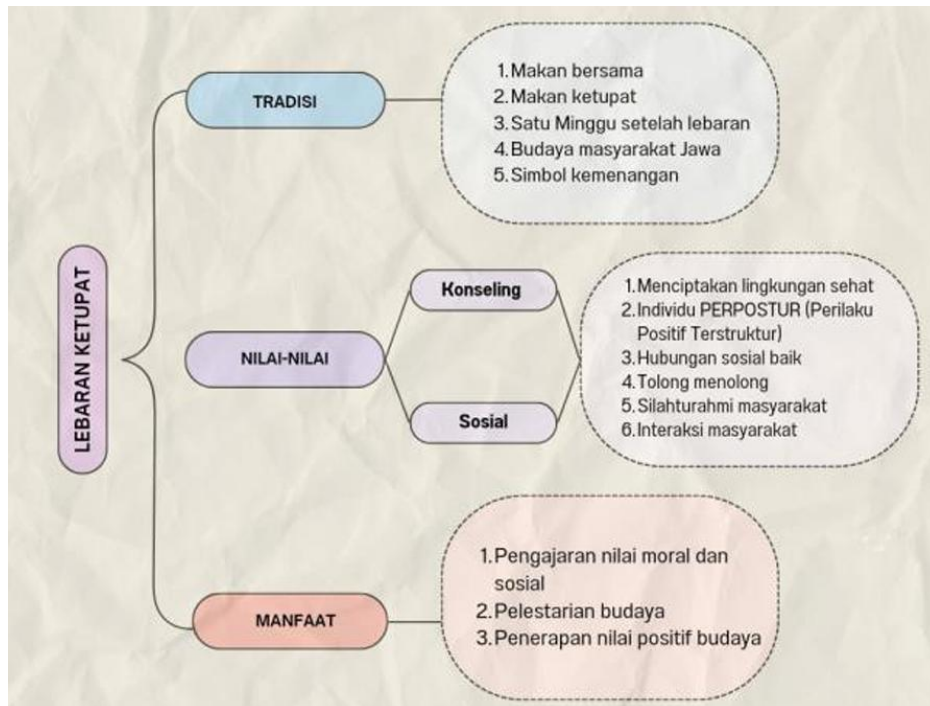 LEBARAN KETUPAT
TRADISI
1. Makan bersama
2. Makan ketupat
3. Satu Minggu setelah lebaran
4. Budaya masyarakat Jawa
5. Simbol kemenangan
NILAI-NILAI
Konseling
Sosial
1. Menciptakan lingkungan sehat
2. Individu PERPOSTUR (Perilaku
Positif Terstruktur)
3. Hubungan sosial baik
4. Tolong menolong
5. Silahturahmi masyarakat
6. Interaksi masyarakat
MANFAAT
1. Pengajaran nilai moral dan
sosial
2. Pelestarian budaya
3. Penerapan nilai positif budaya